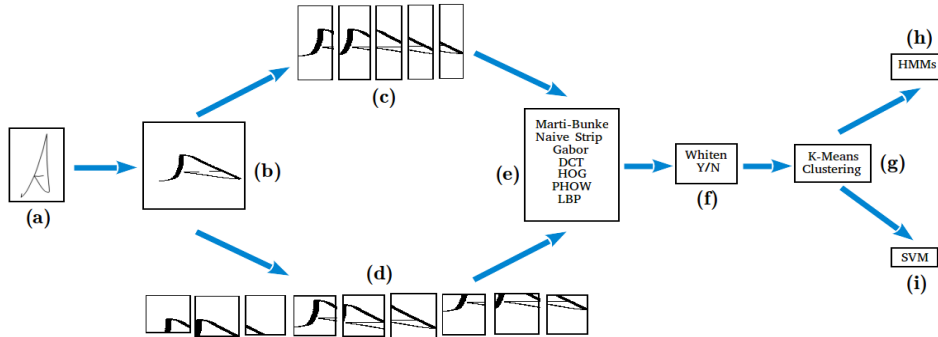 (a)
(b)
(c)
(d)
(e)
Marti-Bunke
Naive Strip
Gabor
DCT
HOG
PHOW
LBP
Whiten
Y/N
(f)
K-Means
Clustering
(g)
(h)
HMMs
SVM
(i)